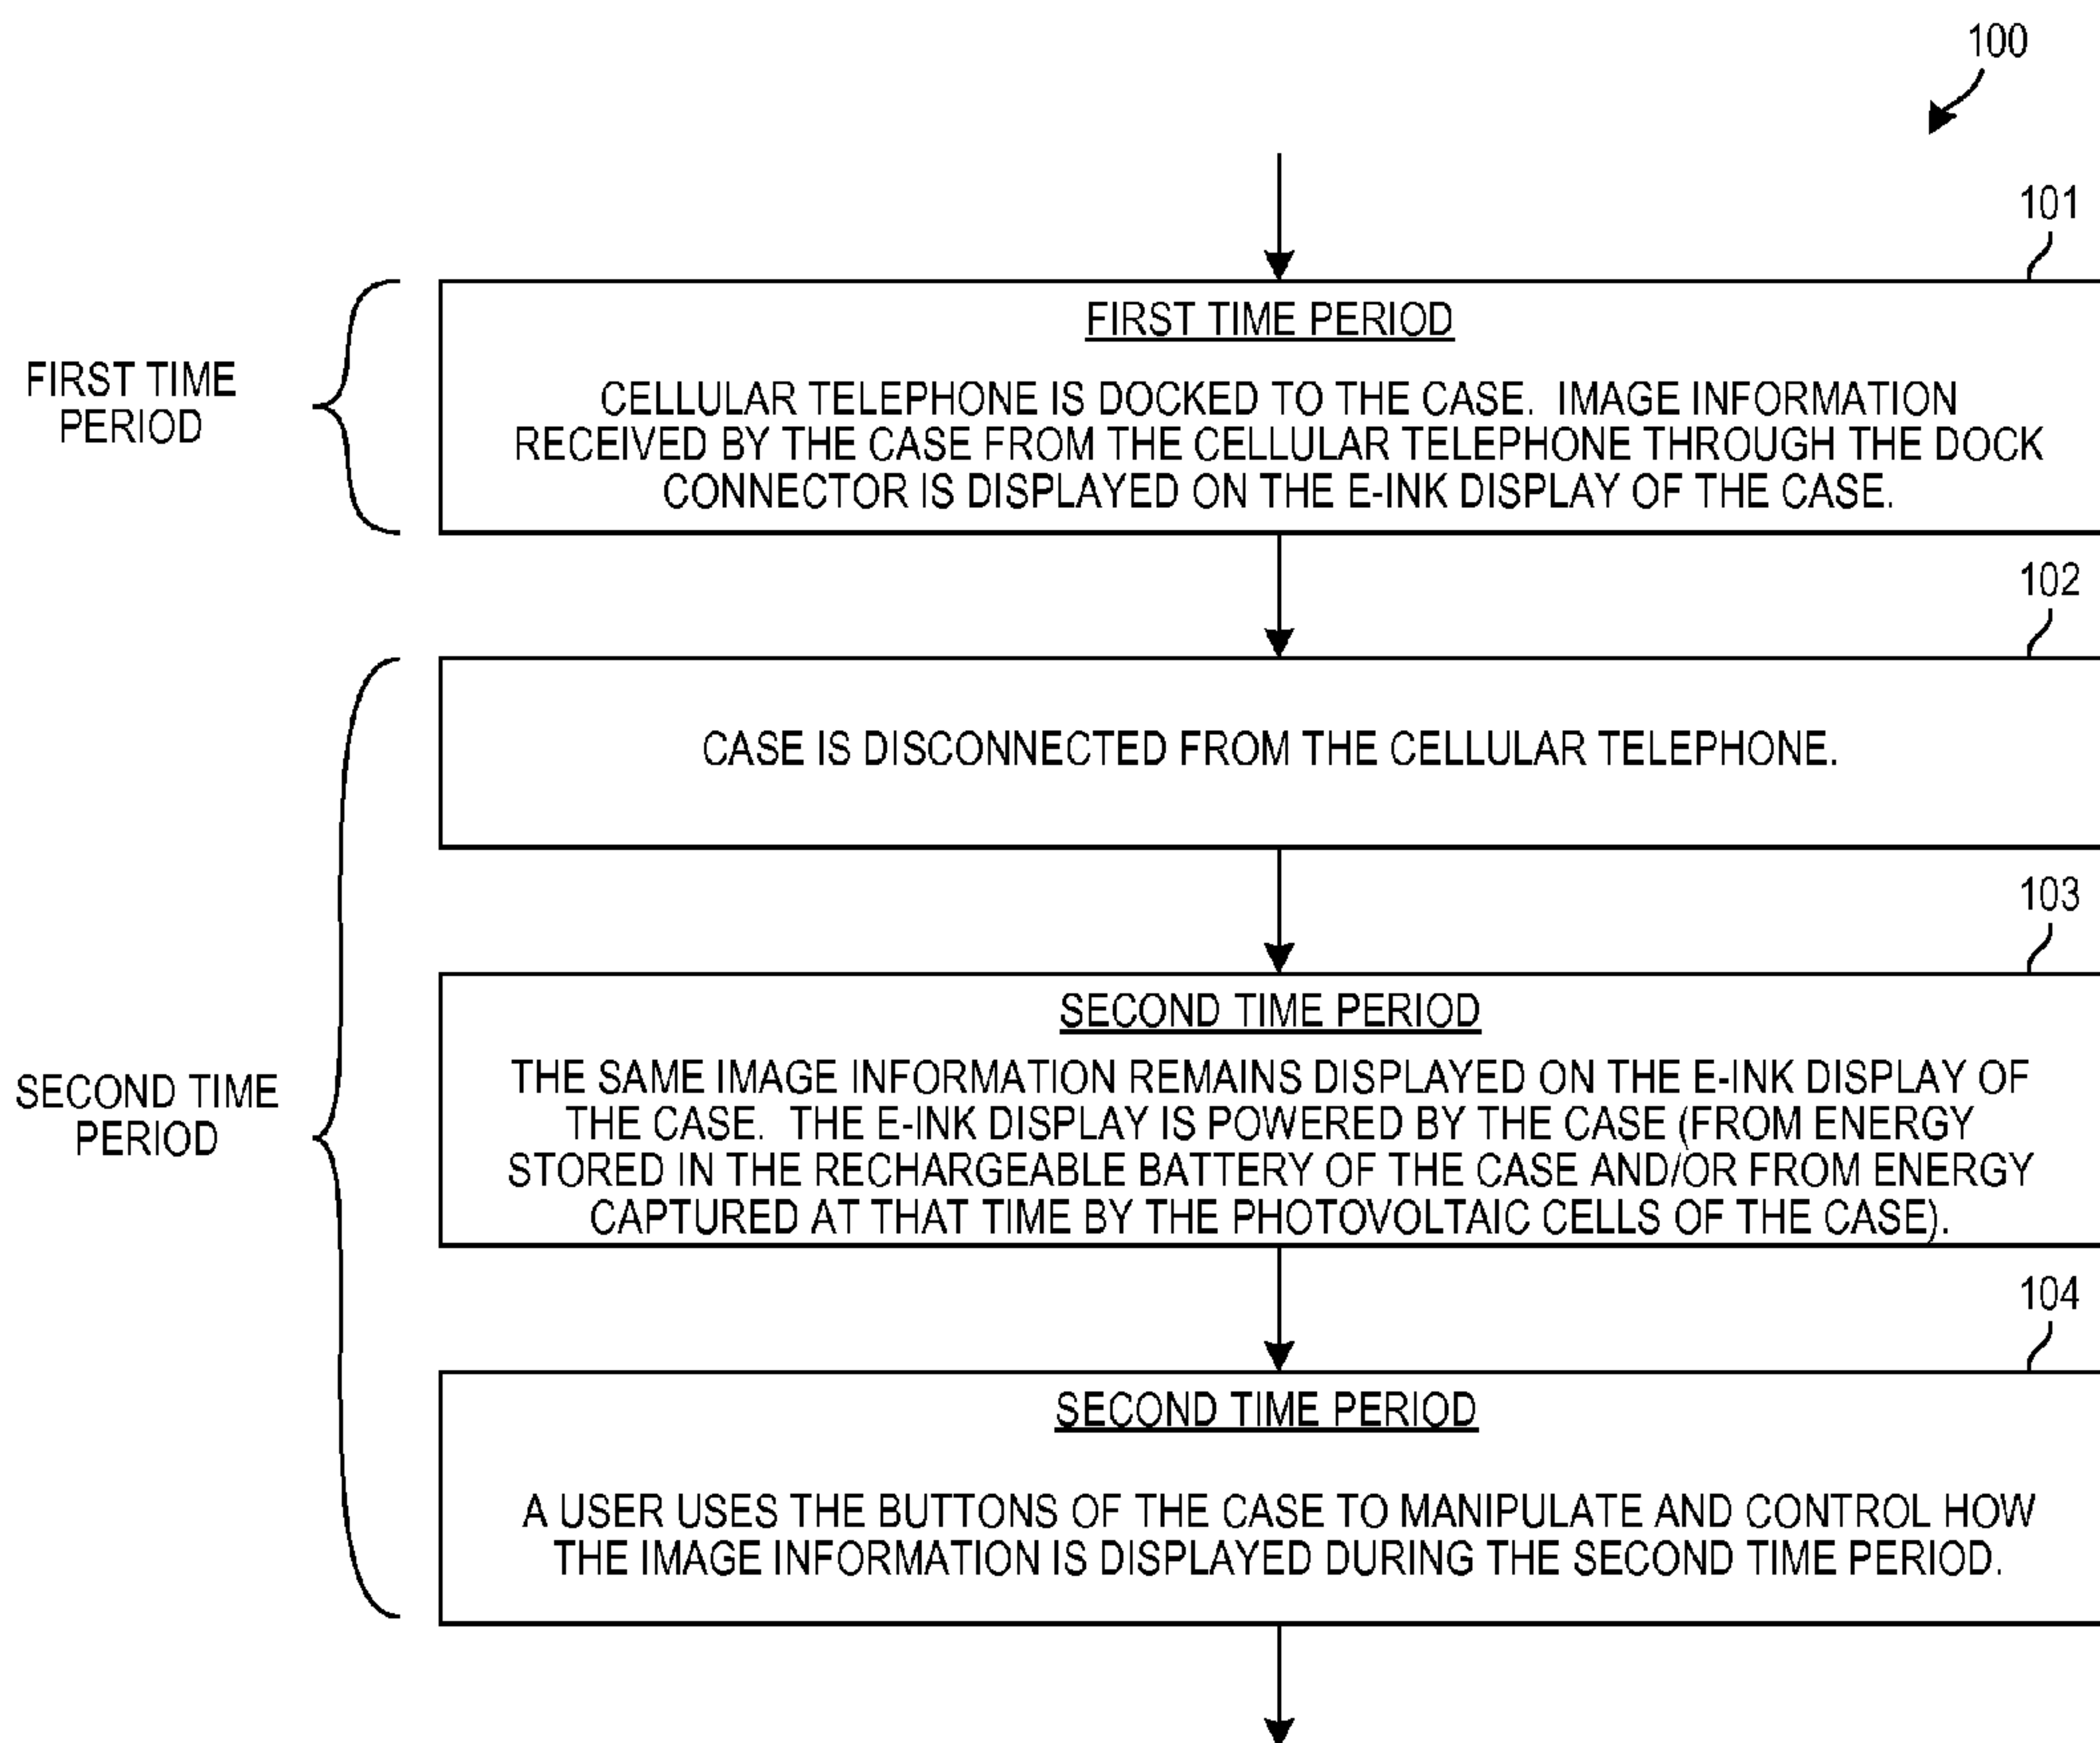 100
101
FIRST TIME PERIOD
FIRST TIME
PERIOD
CELLULAR TELEPHONE IS DOCKED TO THE CASE. IMAGE INFORMATION
RECEIVED BY THE CASE FROM THE CELLULAR TELEPHONE THROUGH THE DOCK
CONNECTOR IS DISPLAYED ON THE E-INK DISPLAY OF THE CASE.
102
CASE IS DISCONNECTED FROM THE CELLULAR TELEPHONE.
103
SECOND TIME PERIOD
SECOND TIME
PERIOD
THE SAME IMAGE INFORMATION REMAINS DISPLAYED ON THE E-INK DISPLAY OF
THE CASE. THE E-INK DISPLAY IS POWERED BY THE CASE (FROM ENERGY
STORED IN THE RECHARGEABLE BATTERY OF THE CASE AND/OR FROM ENERGY
CAPTURED AT THAT TIME BY THE PHOTOVOLTAIC CELLS OF THE CASE).
104
SECOND TIME PERIOD
A USER USES THE BUTTONS OF THE CASE TO MANIPULATE AND CONTROL HOW
THE IMAGE INFORMATION IS DISPLAYED DURING THE SECOND TIME PERIOD.